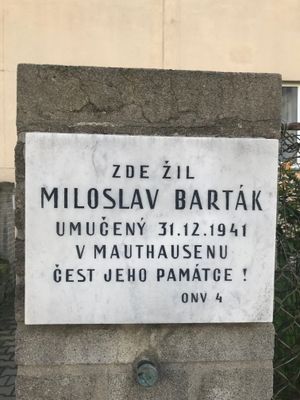 ZDE ŽIL
MILOSLAV BARTÁK
UMUČENÝ 31.12.1941
V MAUTHAUSENU
ČEST JEHO PAMÁTCE !
ONV 4